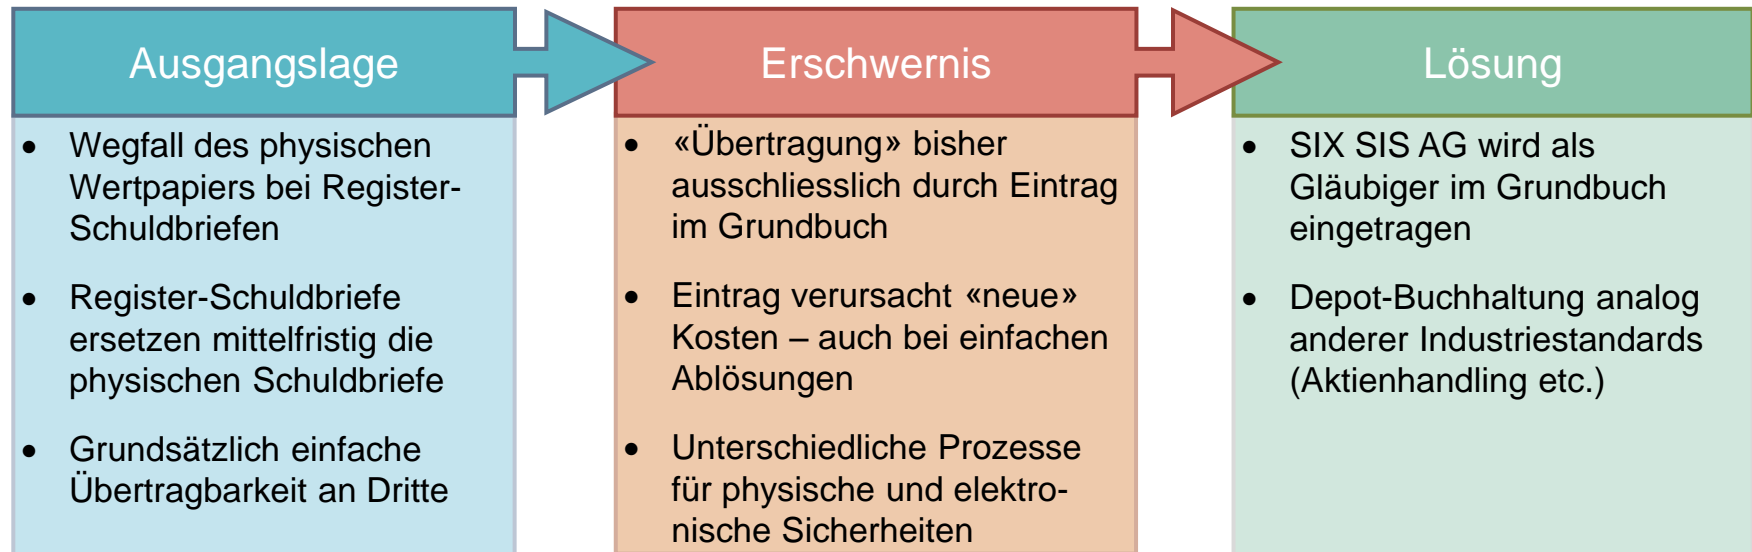 Ausgangslage
• Wegfall des physischen
Wertpapiers bei Register-
Schuldbriefen
• Register-Schuldbriefe
ersetzen mittelfristig die
physischen Schuldbriefe
• Grundsätzlich einfache
Übertragbarkeit an Dritte
Erschwernis
• «Übertragung» bisher
ausschliesslich durch Eintrag
im Grundbuch
• Eintrag verursacht «neue»
Kosten – auch bei einfachen
Ablösungen
• Unterschiedliche Prozesse
für physische und elektro-
nische Sicherheiten
Lösung
• SIX SIS AG wird als
Gläubiger im Grundbuch
eingetragen
• Depot-Buchhaltung analog
anderer Industriestandards
(Aktienhandling etc.)